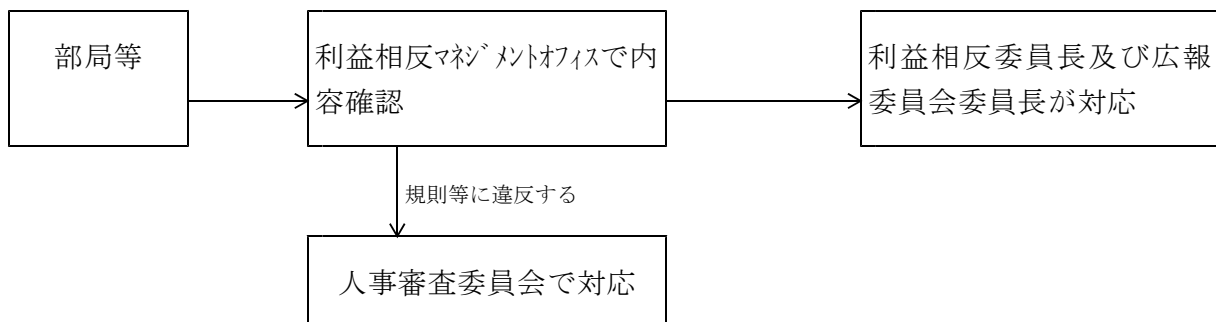 部局等
利益相反ﾏﾈｼﾞﾒﾝﾄｵﾌｨｽで内
容確認
利益相反委員長及び広報
委員会委員長が対応
規則等に違反する
人事審査委員会で対応